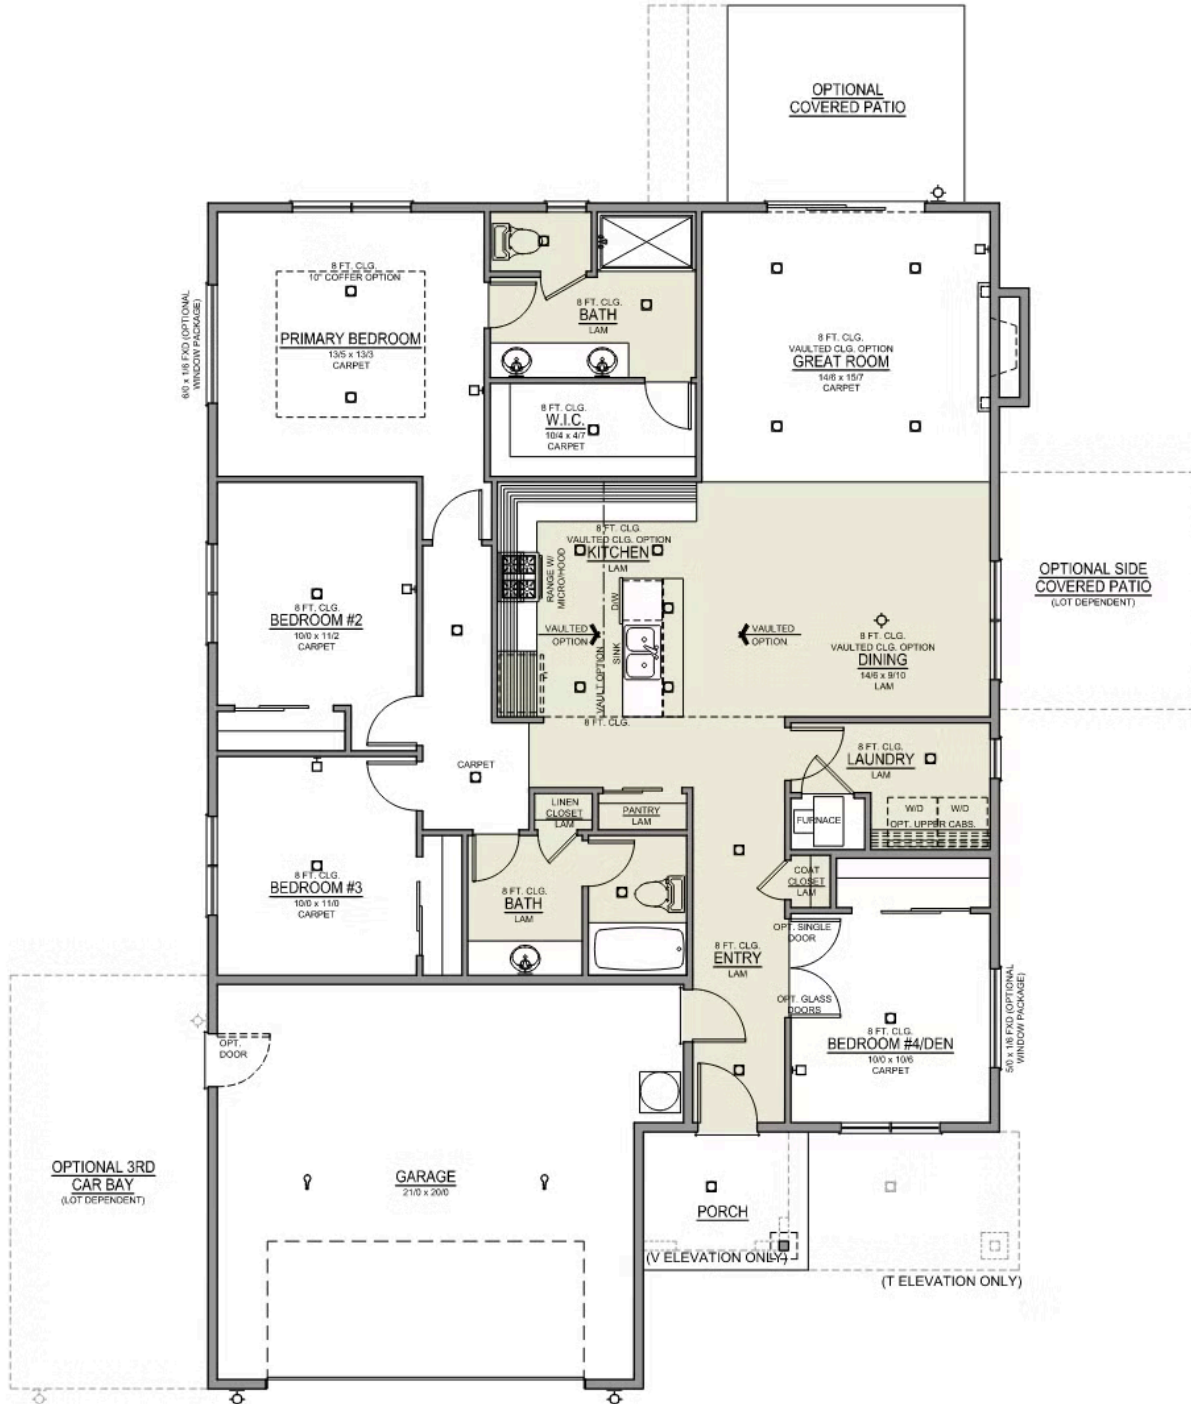 OPTIONAL
COVERED PATIO
8 FT. CLG.
10" COFFER OPTION
PRIMARY BEDROOM
13/5 x 13/3
CARPET
6/0 x 1/6 FXD (OPTIONAL
WINDOW PACKAGE)
8 FT. CLG.
BATH
LAM
8 FT. CLG.
W.I.C.
10/4 x 4/7
CARPET
8 FT. CLG.
VAULTED CLG. OPTION
GREAT ROOM
14/6 x 15/7
CARPET
8 FT. CLG.
VAULTED CLG. OPTION
KITCHEN
LAM
RANGE W/
MICRO/HOOD
D/W
SINK
VAULTED
OPTION
VAULT OPTION
VAULTED
OPTION
8 FT. CLG.
VAULTED CLG. OPTION
DINING
14/6 x 9/10
LAM
OPTIONAL SIDE
COVERED PATIO
(LOT DEPENDENT)
8 FT. CLG.
BEDROOM #2
10/0 x 11/2
CARPET
8 FT. CLG.
CARPET
8 FT. CLG.
LAUNDRY
LAM
W/D
W/D
OPT. UPPER CABS.
FURNACE
LINEN
CLOSET
LAM
PANTRY
LAM
8 FT. CLG.
BEDROOM #3
10/0 x 11/0
CARPET
8 FT. CLG.
BATH
LAM
COAT
CLOSET
LAM
OPT. SINGLE
DOOR
8 FT. CLG.
ENTRY
LAM
OPT. GLASS
DOORS
8 FT. CLG.
BEDROOM #4/DEN
10/0 x 10/6
CARPET
5/0 x 1/6 FXD (OPTIONAL
WINDOW PACKAGE)
OPT.
DOOR
OPTIONAL 3RD
CAR BAY
(LOT DEPENDENT)
GARAGE
21/0 x 20/0
PORCH
(V ELEVATION ONLY)
(T ELEVATION ONLY)